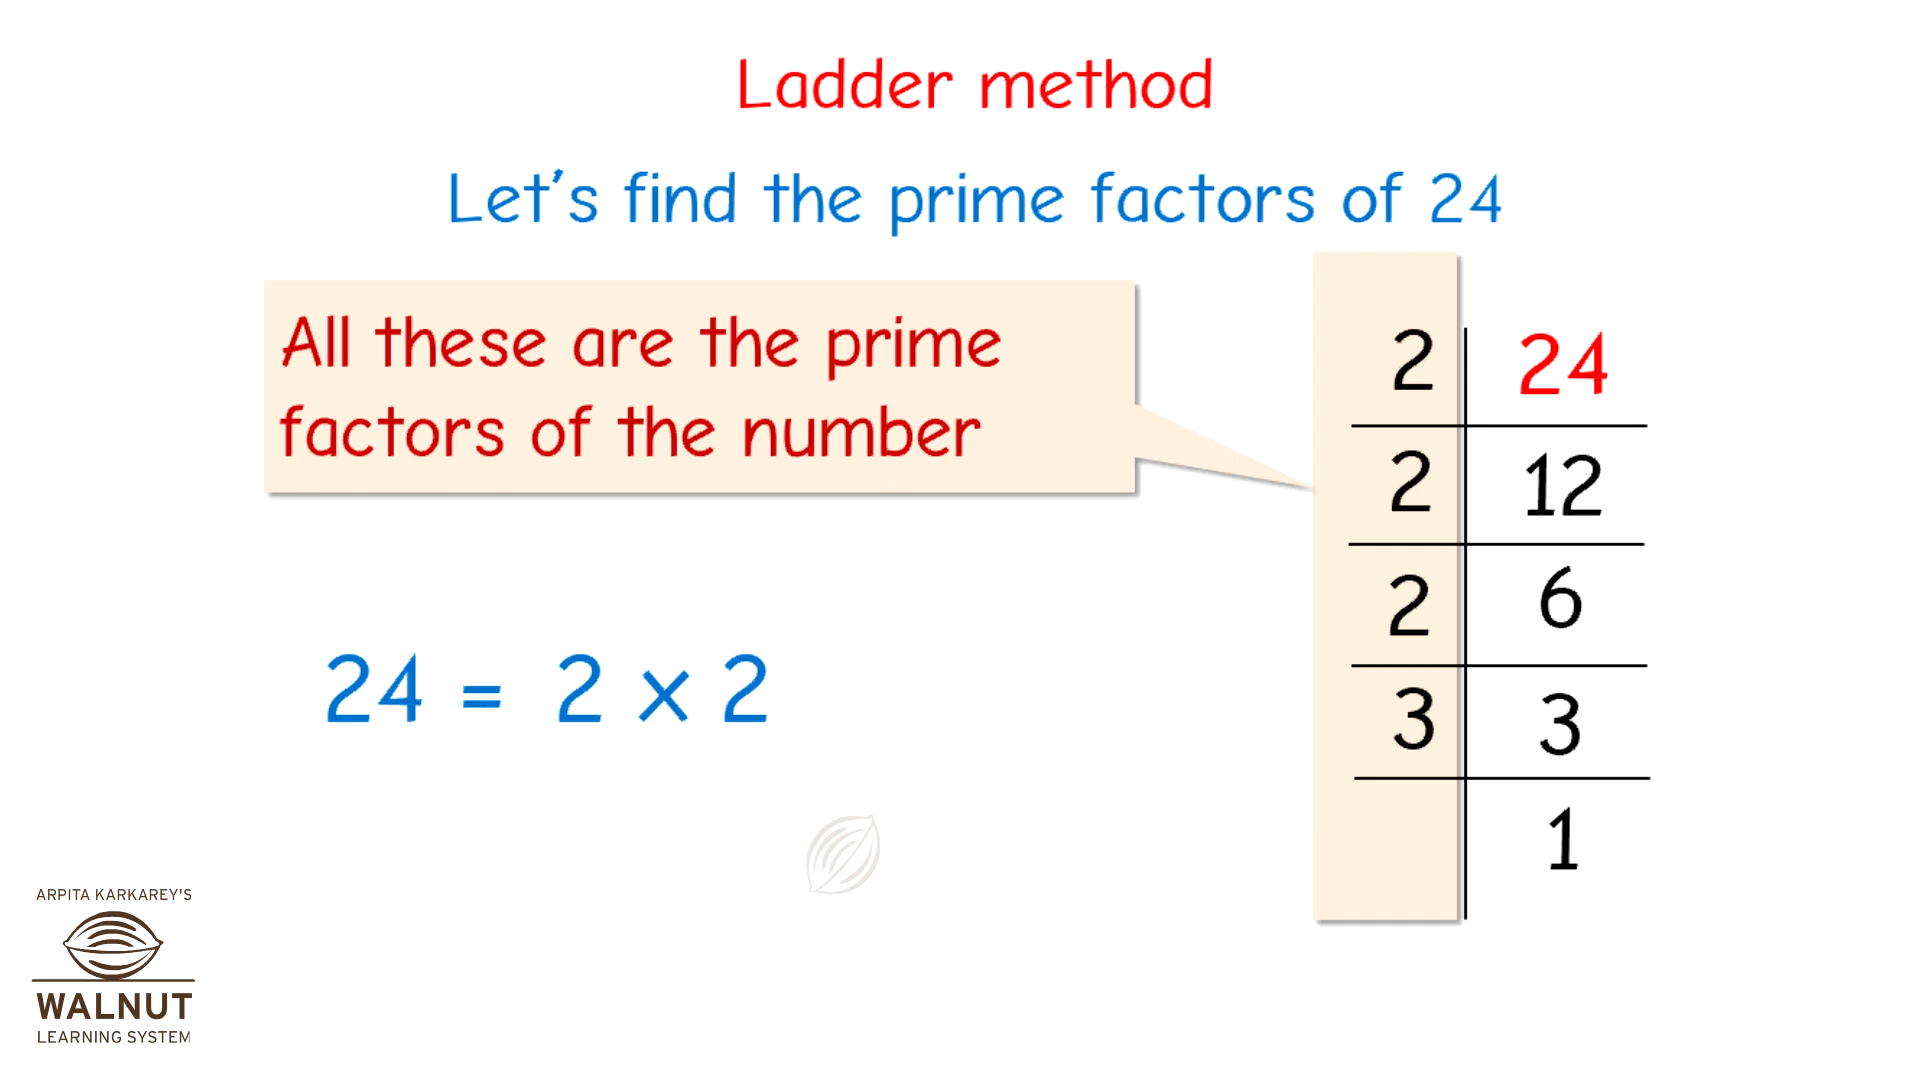 Ladder method
Let's find the prime factors of 24
All these are the prime
factors of the number
2 24
2 12
2 6
3 3
1
24 = 2 x 2
ARPITA KARKAREY'S
WALNUT
LEARNING SYSTEM